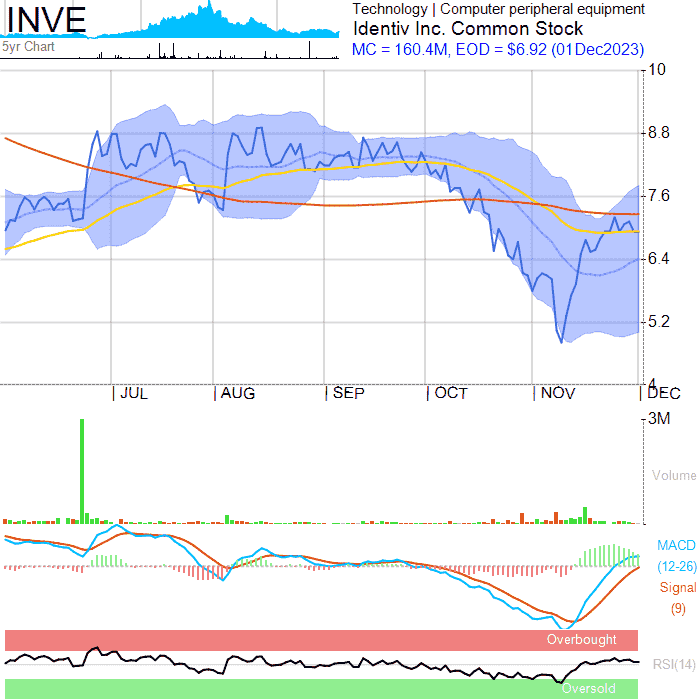 INVE
5yr Chart
Technology | Computer peripheral equipment
Identiv Inc. Common Stock
MC = 160.4M, EOD = $6.92 (01Dec2023)
10
8.8
7.6
6.4
5.2
4
JUL
AUG
SEP
OCT
NOV
DEC
3M
Volume
MACD
(12-26)
Signal
(9)
Overbought
RSI(14)
Oversold